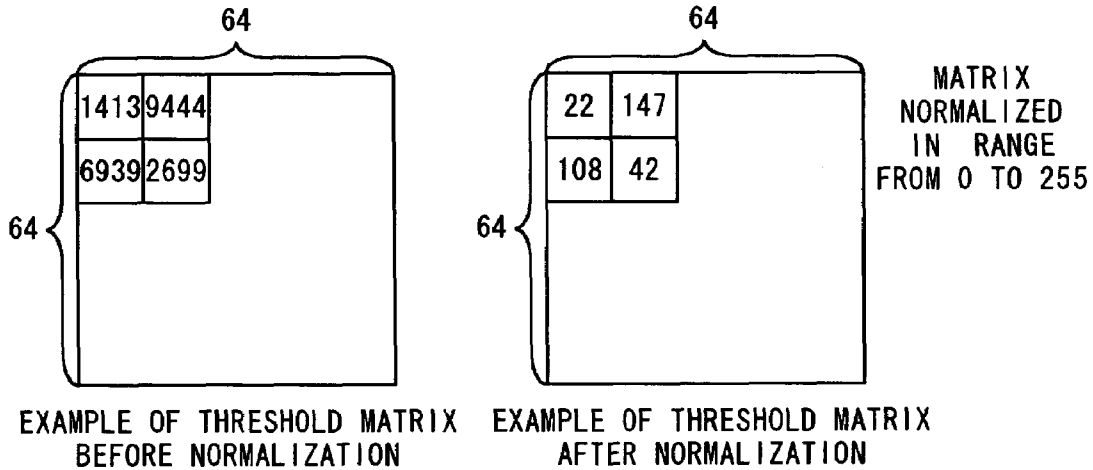 64
1413 9444
6939 2699
64
EXAMPLE OF THRESHOLD MATRIX
BEFORE NORMALIZATION
64
22 147
108 42
64
MATRIX
NORMALIZED
IN RANGE
FROM 0 TO 255
EXAMPLE OF THRESHOLD MATRIX
AFTER NORMALIZATION